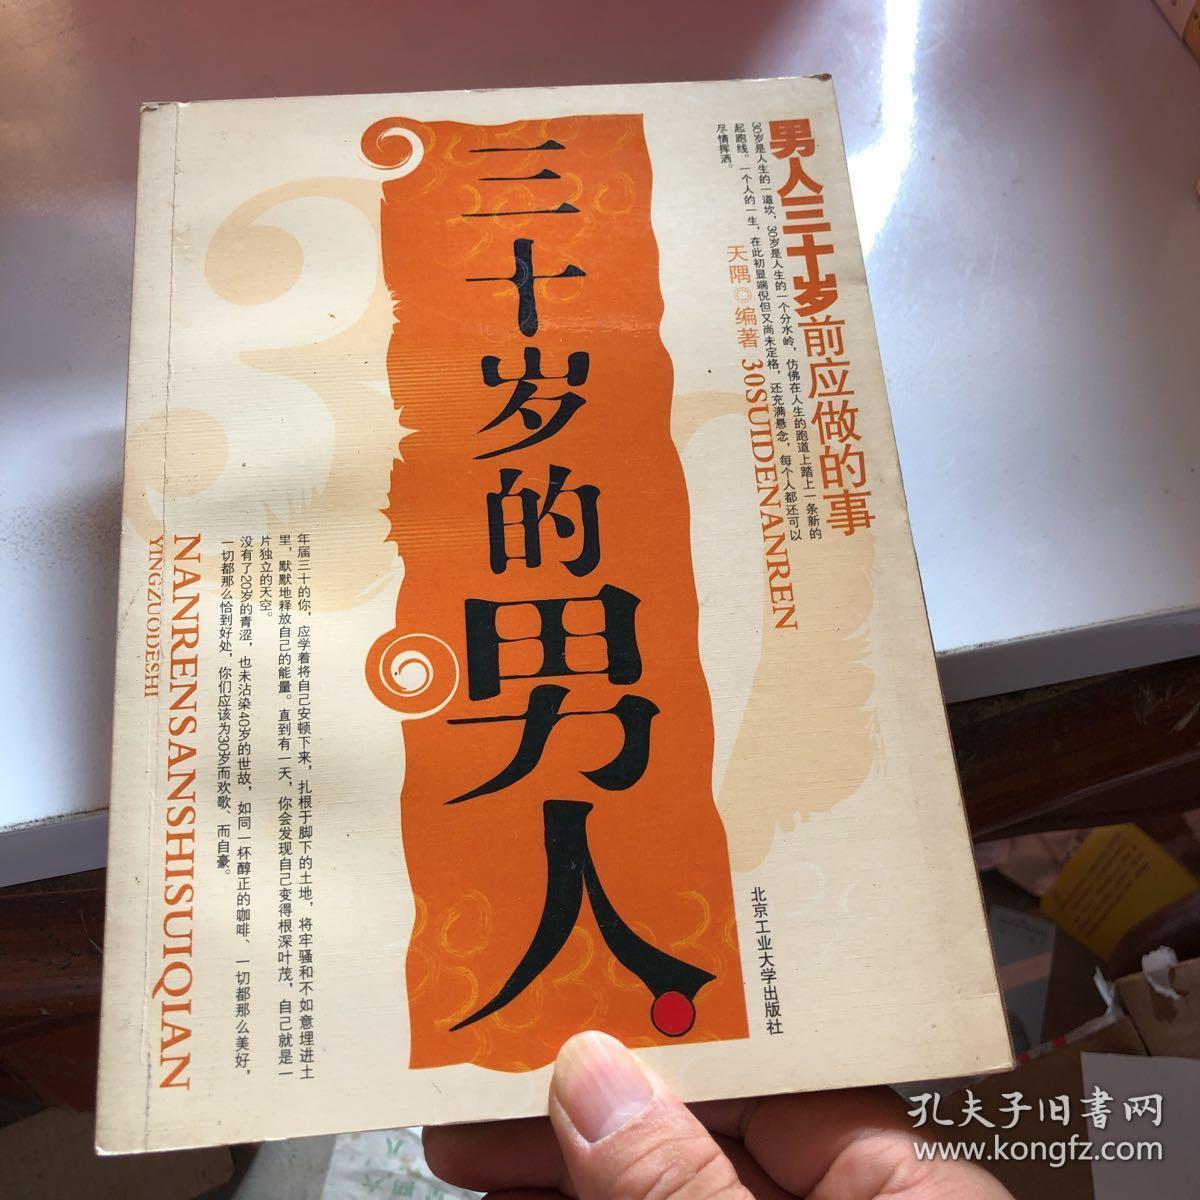 男人三十岁前应做的事
30岁是人生的一道坎，30岁是人生的一个分水岭，仿佛在人生的跑道上踏上一条新的
起跑线。一个人的一生，在此初显端倪但又尚未定格，还充满悬念，每个人都还可以
尽情挥洒。
天隅◎编著
30SUIDENANREN
三十岁的男人
年届三十的你，应学着将自己安顿下来，扎根于脚下的土地，将牢骚和不如意埋进土
里，默默地释放自己的能量。直到有一天，你会发现自己变得根深叶茂，自己就是一
片独立的天空。
没有了20岁的青涩，也未沾染40岁的世故，如同一杯醇正的咖啡、一切都那么美好，
一切都那么恰到好处，你们应该为30岁而欢歌、而自豪。
NANRENSANSHISUIQIAN
YINGZUODESHI
北京工业大学出版社
孔夫子旧书网
www.kongfz.com